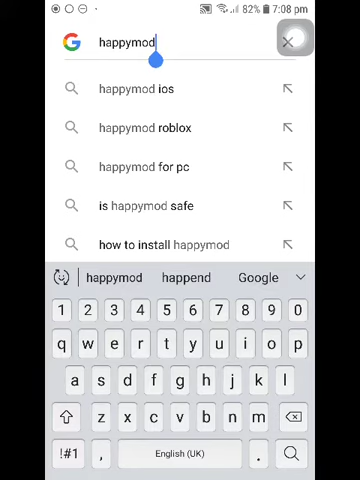 82% 7:08 pm
happymod
happymod ios
happymod roblox
happymod for pc
is happymod safe
how to install happymod
happymod happend Google
1 2 3 4 5 6 7 8 9 0
q w e r t y u i o p
a s d f g h j k l
z x c v b n m
!#1 , English (UK) .